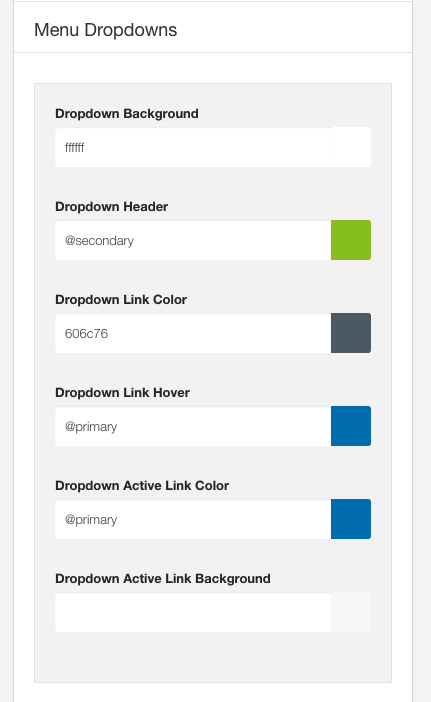 Menu Dropdowns
Dropdown Background
ffffff
Dropdown Header
@secondary
Dropdown Link Color
606c76
Dropdown Link Hover
@primary
Dropdown Active Link Color
@primary
Dropdown Active Link Background